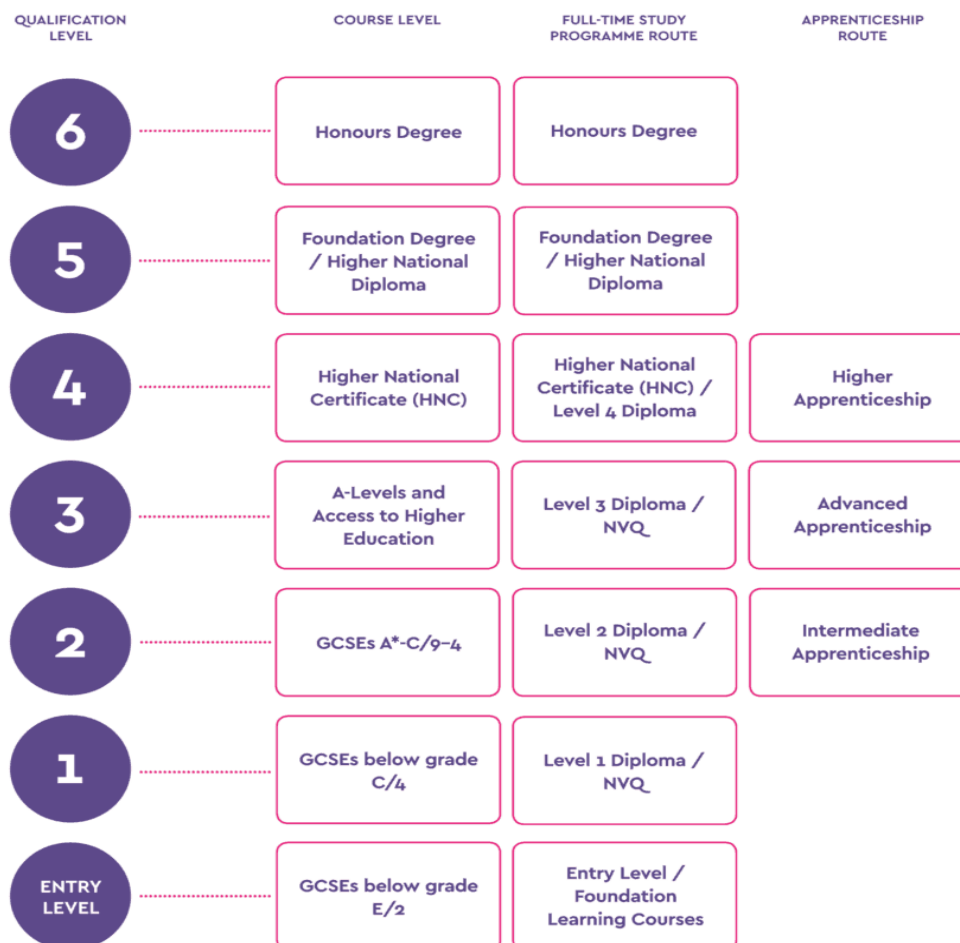 QUALIFICATION
LEVEL
COURSE LEVEL
FULL-TIME STUDY
PROGRAMME ROUTE
APPRENTICESHIP
ROUTE
6
Honours Degree
Honours Degree
5
Foundation Degree
/ Higher National
Diploma
Foundation Degree
/ Higher National
Diploma
4
Higher National
Certificate (HNC)
Higher National
Certificate (HNC) /
Level 4 Diploma
Higher
Apprenticeship
3
A-Levels and
Access to Higher
Education
Level 3 Diploma /
NVQ
Advanced
Apprenticeship
2
GCSEs A*-C/9-4
Level 2 Diploma /
NVQ
Intermediate
Apprenticeship
1
GCSEs below grade
C/4
Level 1 Diploma /
NVQ
ENTRY
LEVEL
GCSEs below grade
E/2
Entry Level /
Foundation
Learning Courses